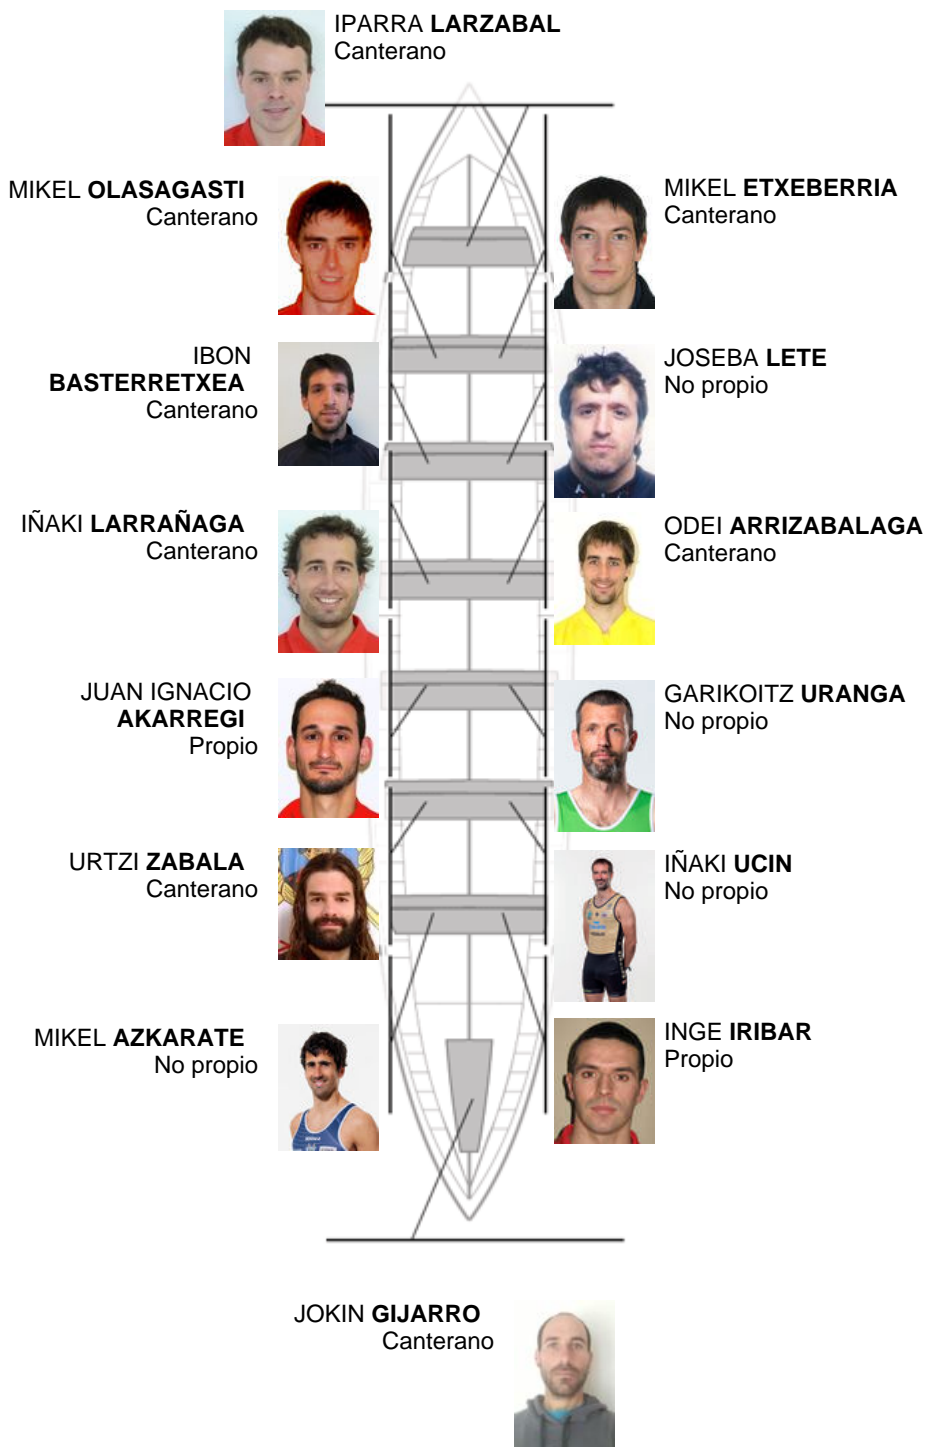 IPARRA LARZABAL
Canterano
MIKEL OLASAGASTI
Canterano
MIKEL ETXEBERRIA
Canterano
IBON
BASTERRETXEA
Canterano
JOSEBA LETE
No propio
IÑAKI LARRAÑAGA
Canterano
ODEI ARRIZABALAGA
Canterano
JUAN IGNACIO
AKARREGI
Propio
GARIKOITZ URANGA
No propio
URTZI ZABALA
Canterano
IÑAKI UCIN
No propio
MIKEL AZKARATE
No propio
INGE IRIBAR
Propio
JOKIN GIJARRO
Canterano